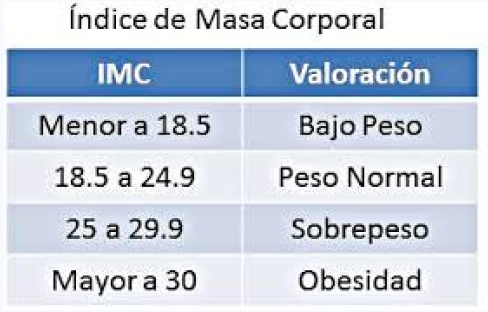 Índice de Masa Corporal
IMC Valoración
Menor a 18.5 Bajo Peso
18.5 a 24.9 Peso Normal
25 a 29.9 Sobrepeso
Mayor a 30 Obesidad